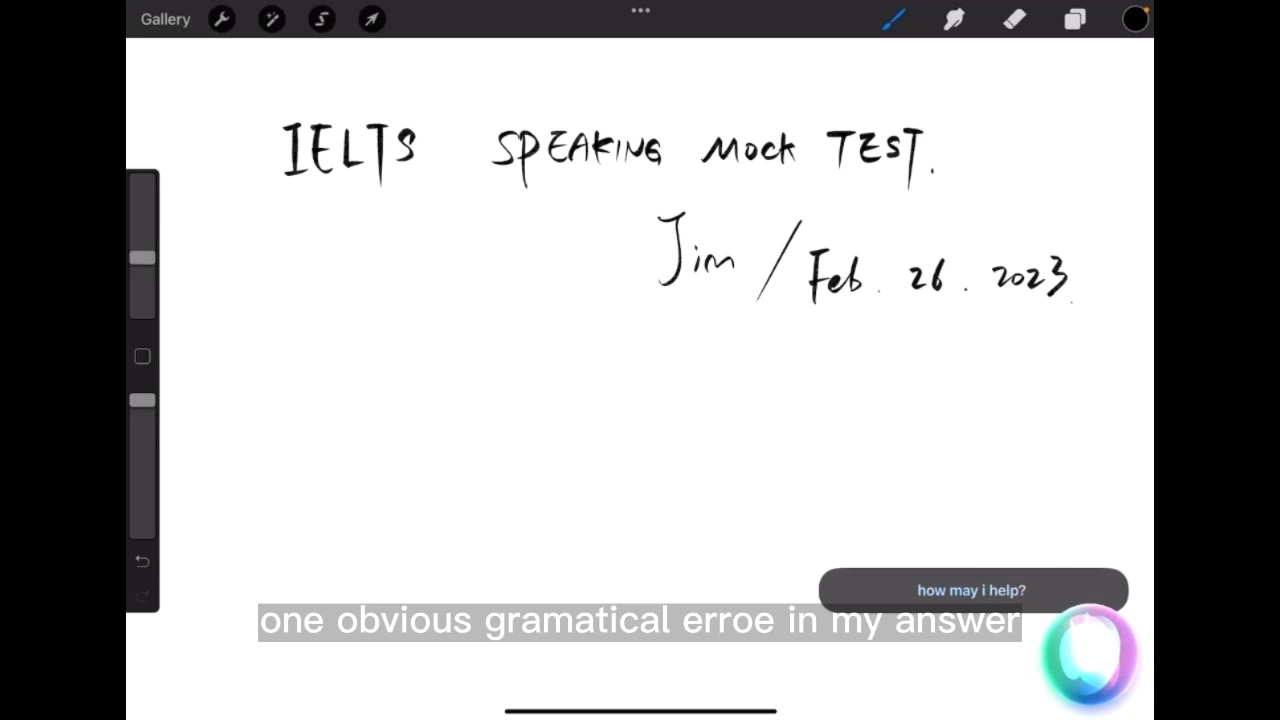 Gallery
IELTS SPEAKING MOCK TEST.
Jim / Feb. 26. 2023.
how may i help?
one obvious gramatical erroe in my answer